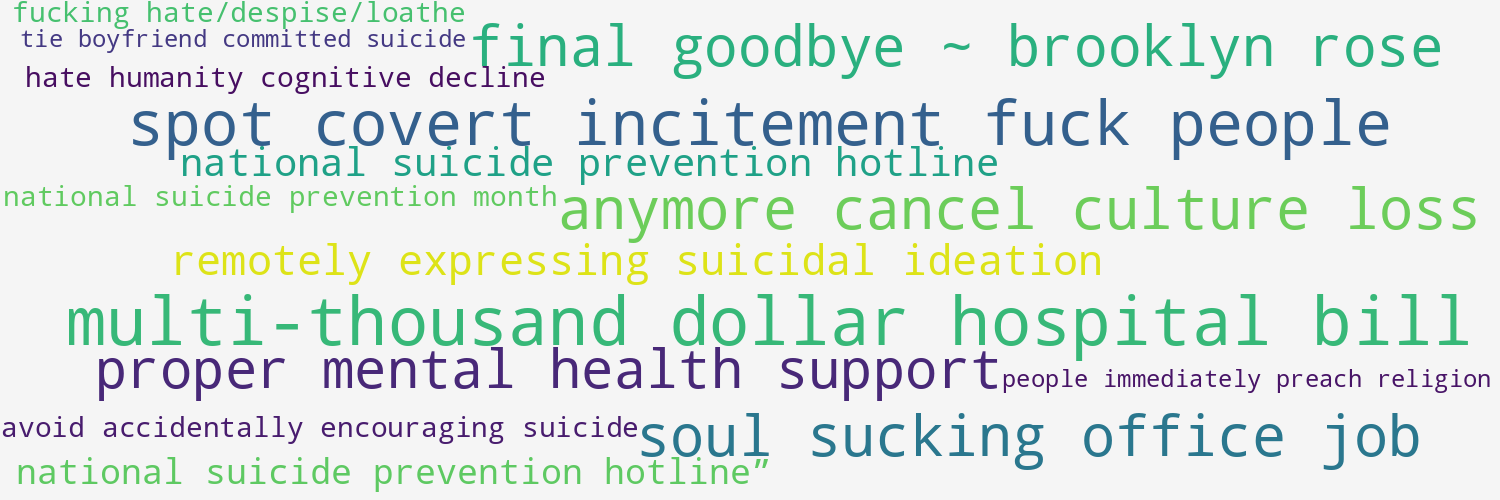 fucking hate/despise/loathe
tie boyfriend committed suicide
final goodbye ~ brooklyn rose
hate humanity cognitive decline
spot covert incitement fuck people
national suicide prevention hotline
national suicide prevention month
anymore cancel culture loss
remotely expressing suicidal ideation
multi-thousand dollar hospital bill
proper mental health support
people immediately preach religion
avoid accidentally encouraging suicide
soul sucking office job
national suicide prevention hotline”